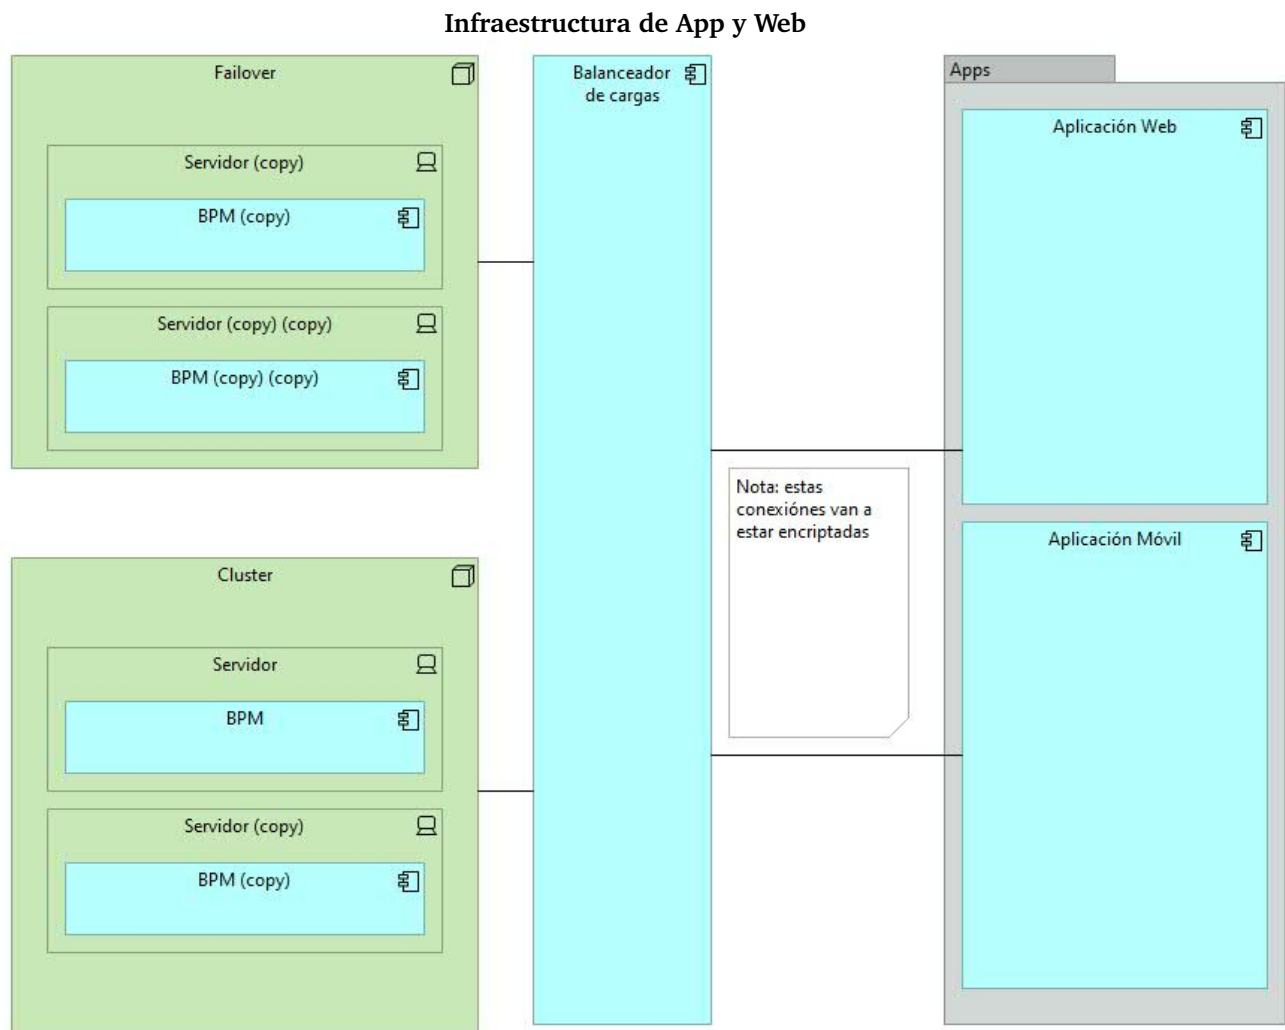 Infraestructura de App y Web
Failover
Servidor (copy)
BPM (copy)
Servidor (copy) (copy)
BPM (copy) (copy)
Cluster
Servidor
BPM
Servidor (copy)
BPM (copy)
Balanceador
de cargas
Nota: estas
conexiónes van a
estar encriptadas
Apps
Aplicación Web
Aplicación Móvil